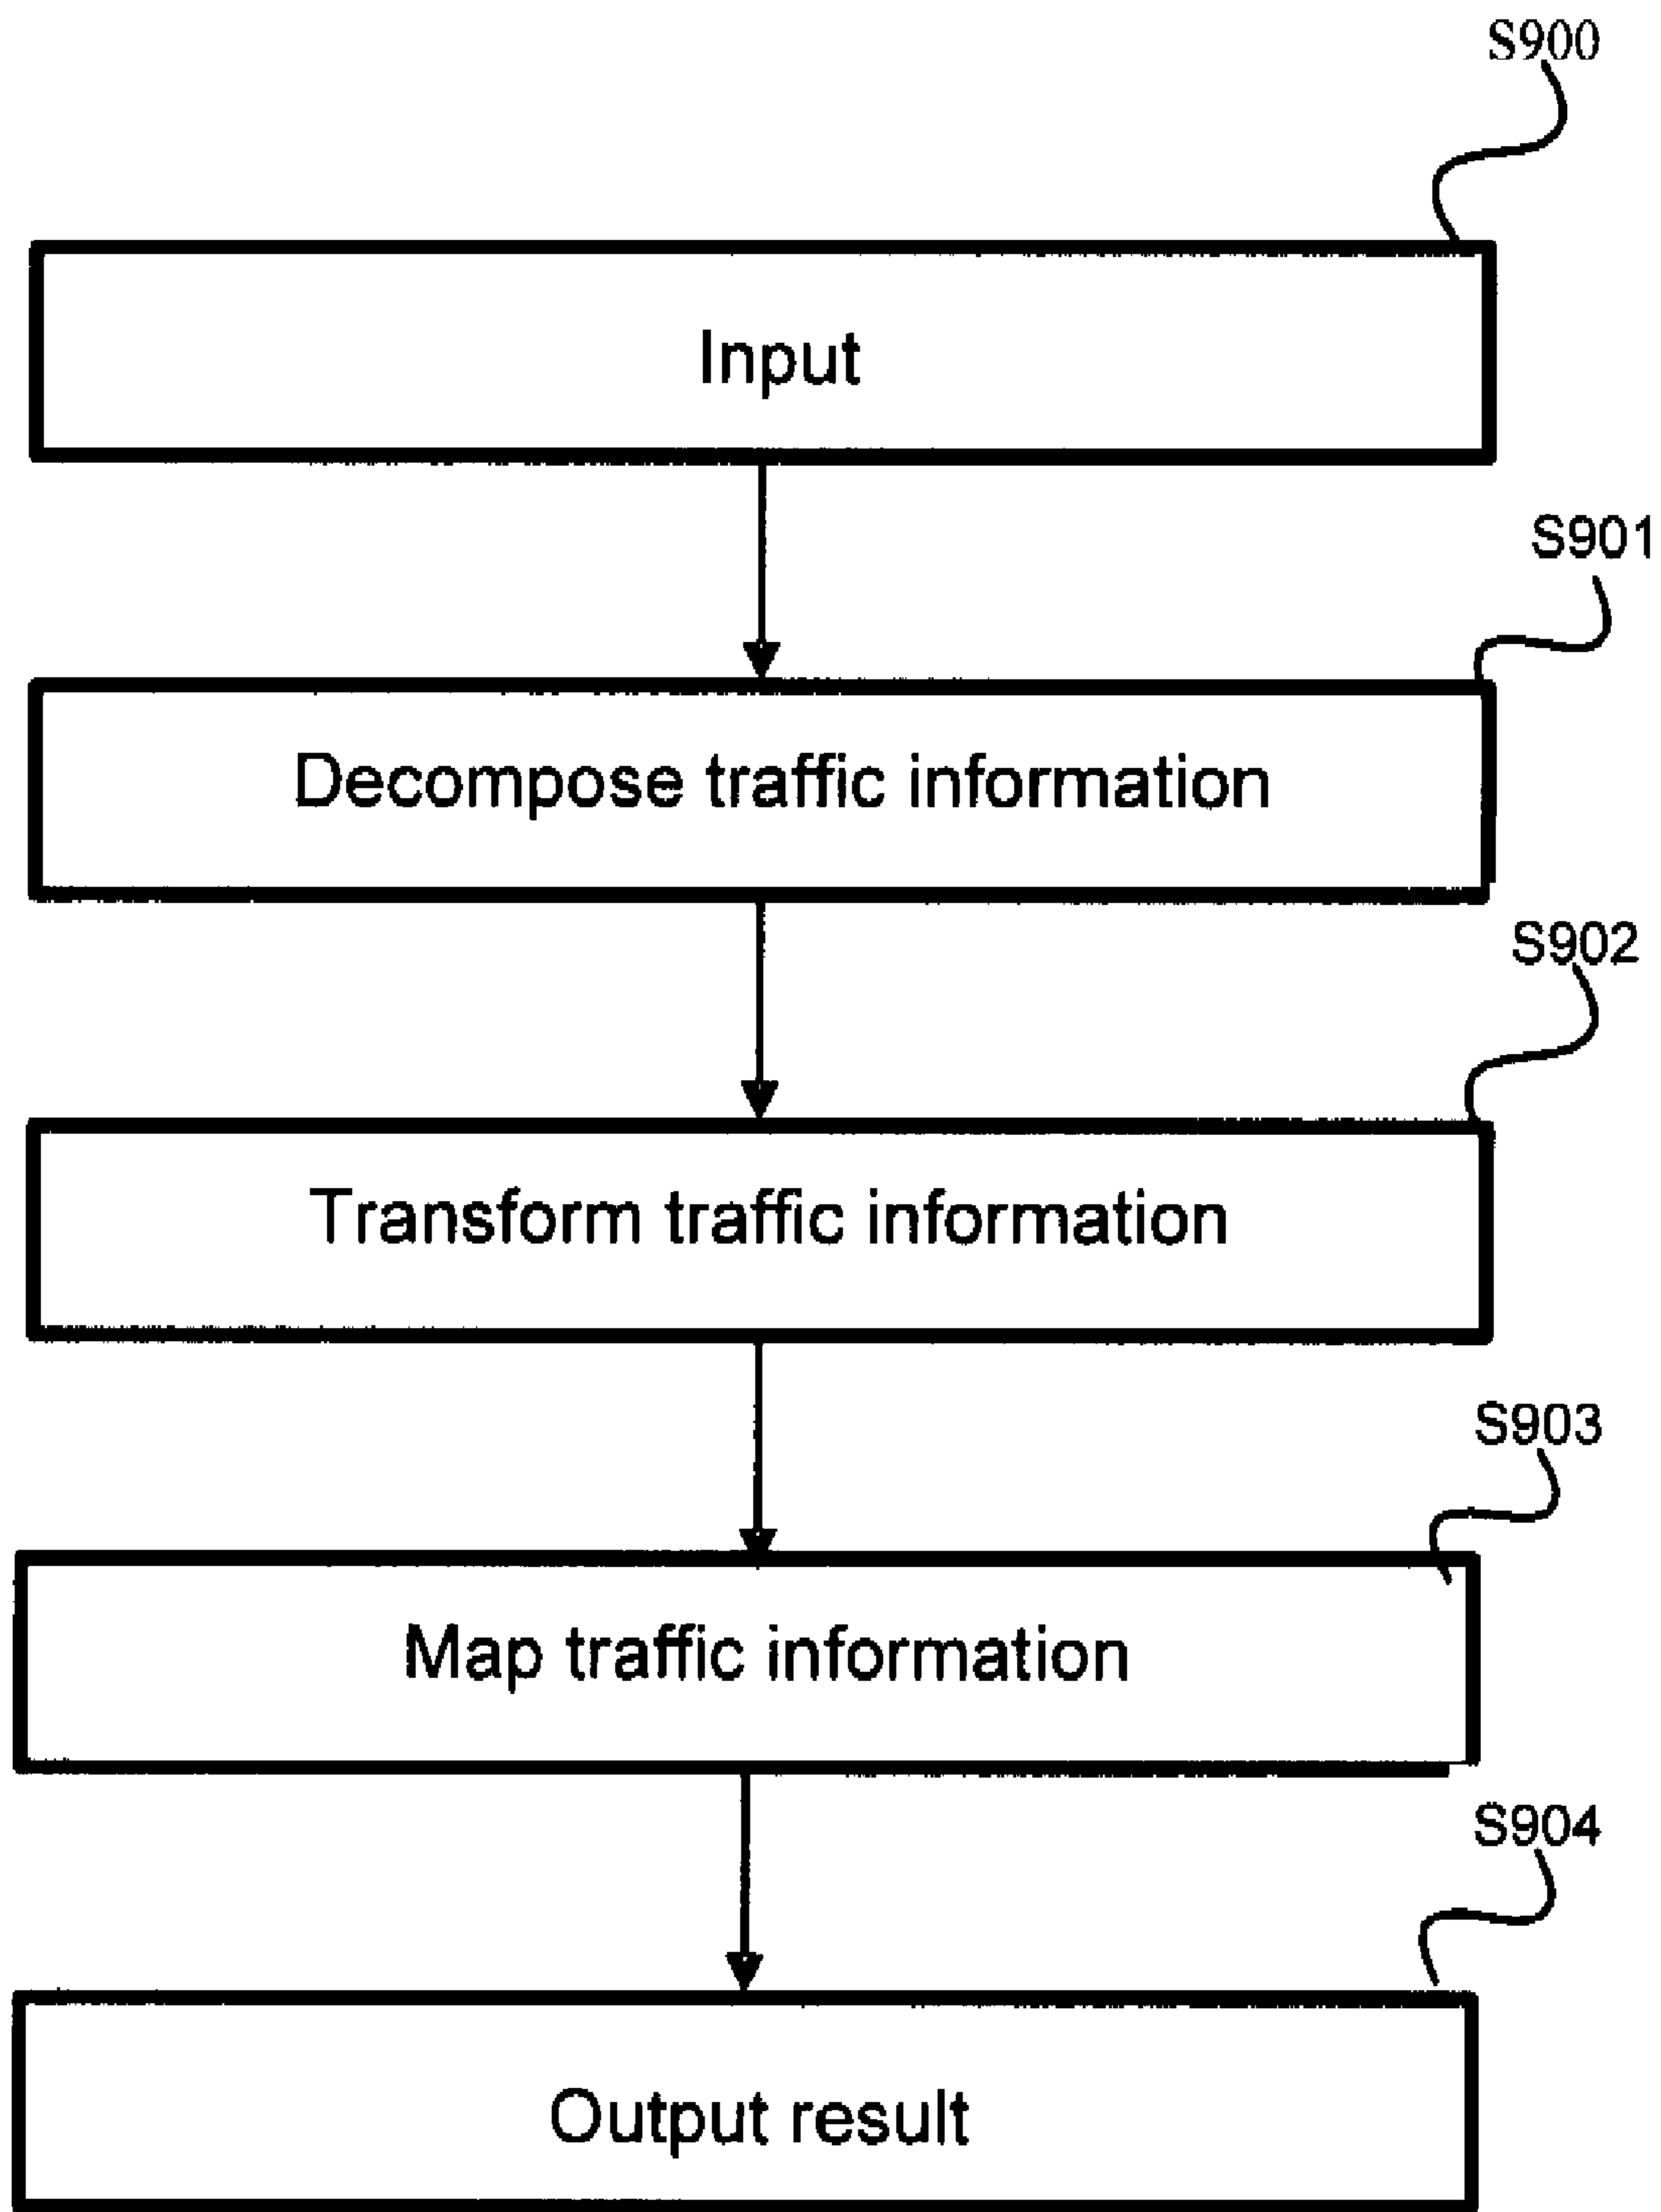 S900
Input
S901
Decompose traffic information
S902
Transform traffic information
S903
Map traffic information
S904
Output result